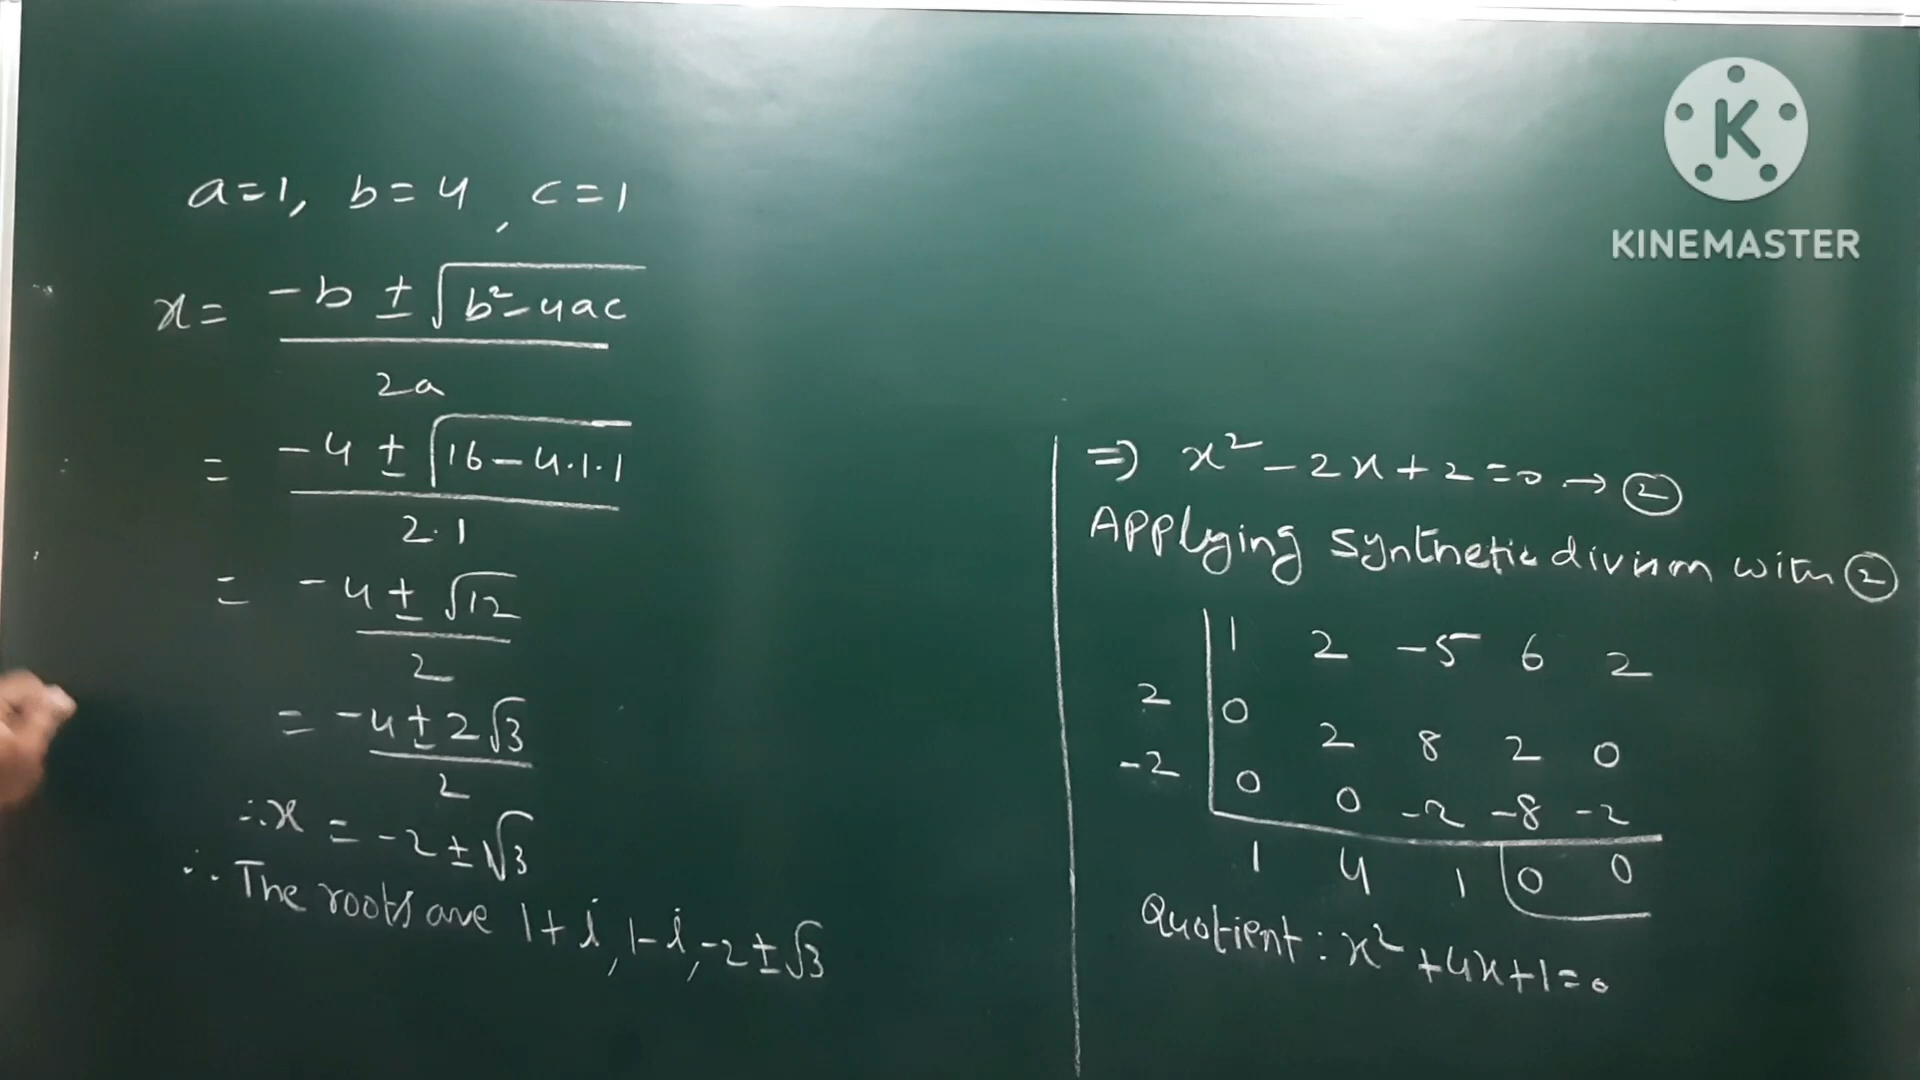 a=1, b=4, c=1
x= -b ± √b²-4ac
2a
= -4 ± √16-4·1·1
2·1
= -4 ± √12
2
= -4 ± 2√3
2
∴x = -2 ± √3
∴ The roots are 1+i, 1-i, -2 ± √3
⇒ x² - 2x + 2 = 0 → ②
Applying synthetic division with ②
1 2 -5 6 2
2 0 2 8 2 0
-2 0 0 -2 -8 -2
1 4 1 0 0
Quotient : x² + 4x + 1 = 0
K
KINEMASTER